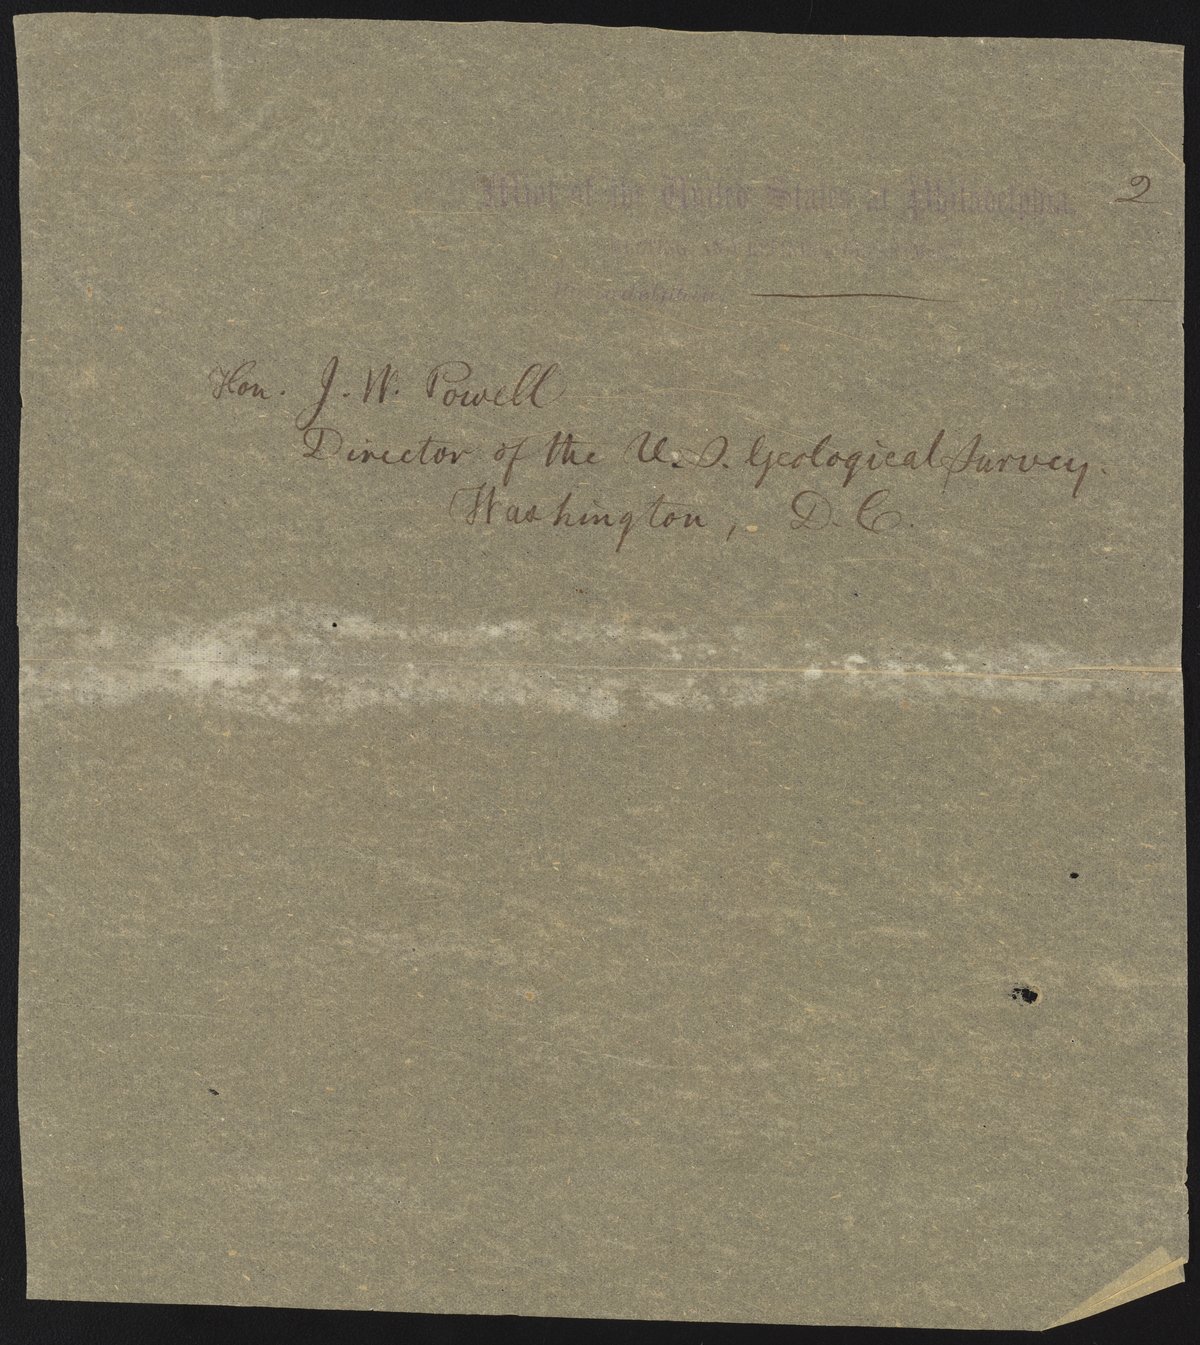 Mint of the United States at Philadelphia,
2
Philadelphia
Hon. J. W. Powell
Director of the U. S. Geological Survey.
Washington, D. C.